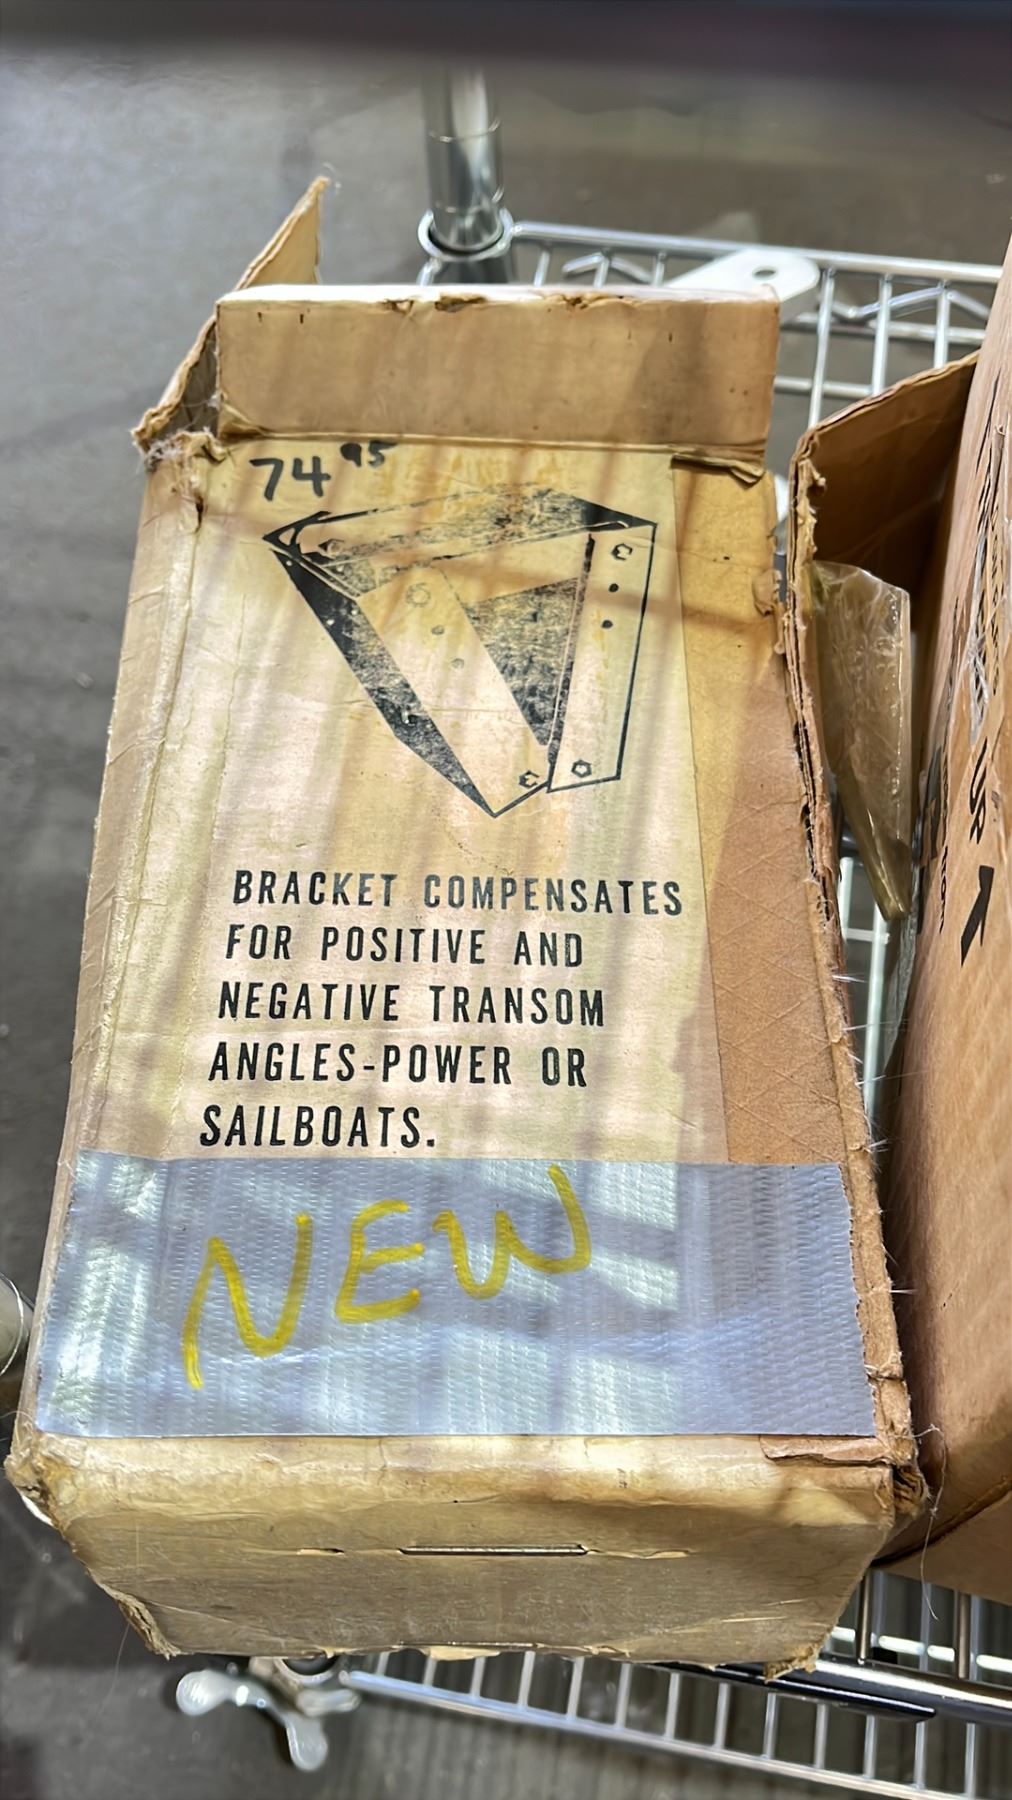 74 95
BRACKET COMPENSATES
FOR POSITIVE AND
NEGATIVE TRANSOM
ANGLES-POWER OR
SAILBOATS.
NEW